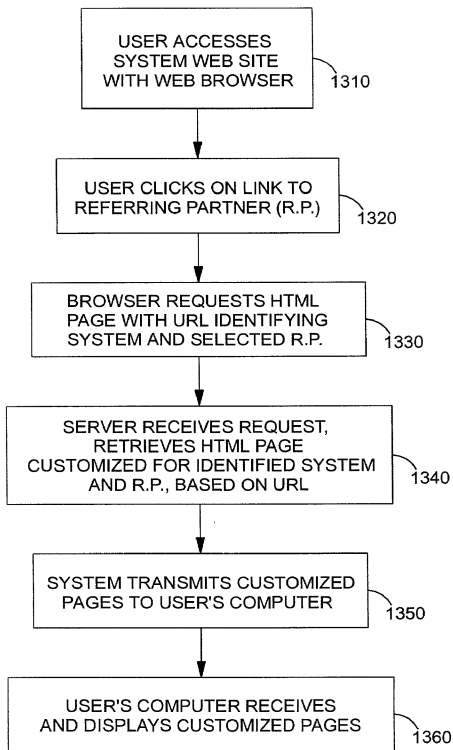 USER ACCESSES
SYSTEM WEB SITE
WITH WEB BROWSER
1310
USER CLICKS ON LINK TO
REFERRING PARTNER (R.P.)
1320
BROWSER REQUESTS HTML
PAGE WITH URL IDENTIFYING
SYSTEM AND SELECTED R.P.
1330
SERVER RECEIVES REQUEST,
RETRIEVES HTML PAGE
CUSTOMIZED FOR IDENTIFIED SYSTEM
AND R.P., BASED ON URL
1340
SYSTEM TRANSMITS CUSTOMIZED
PAGES TO USER'S COMPUTER
1350
USER'S COMPUTER RECEIVES
AND DISPLAYS CUSTOMIZED PAGES
1360